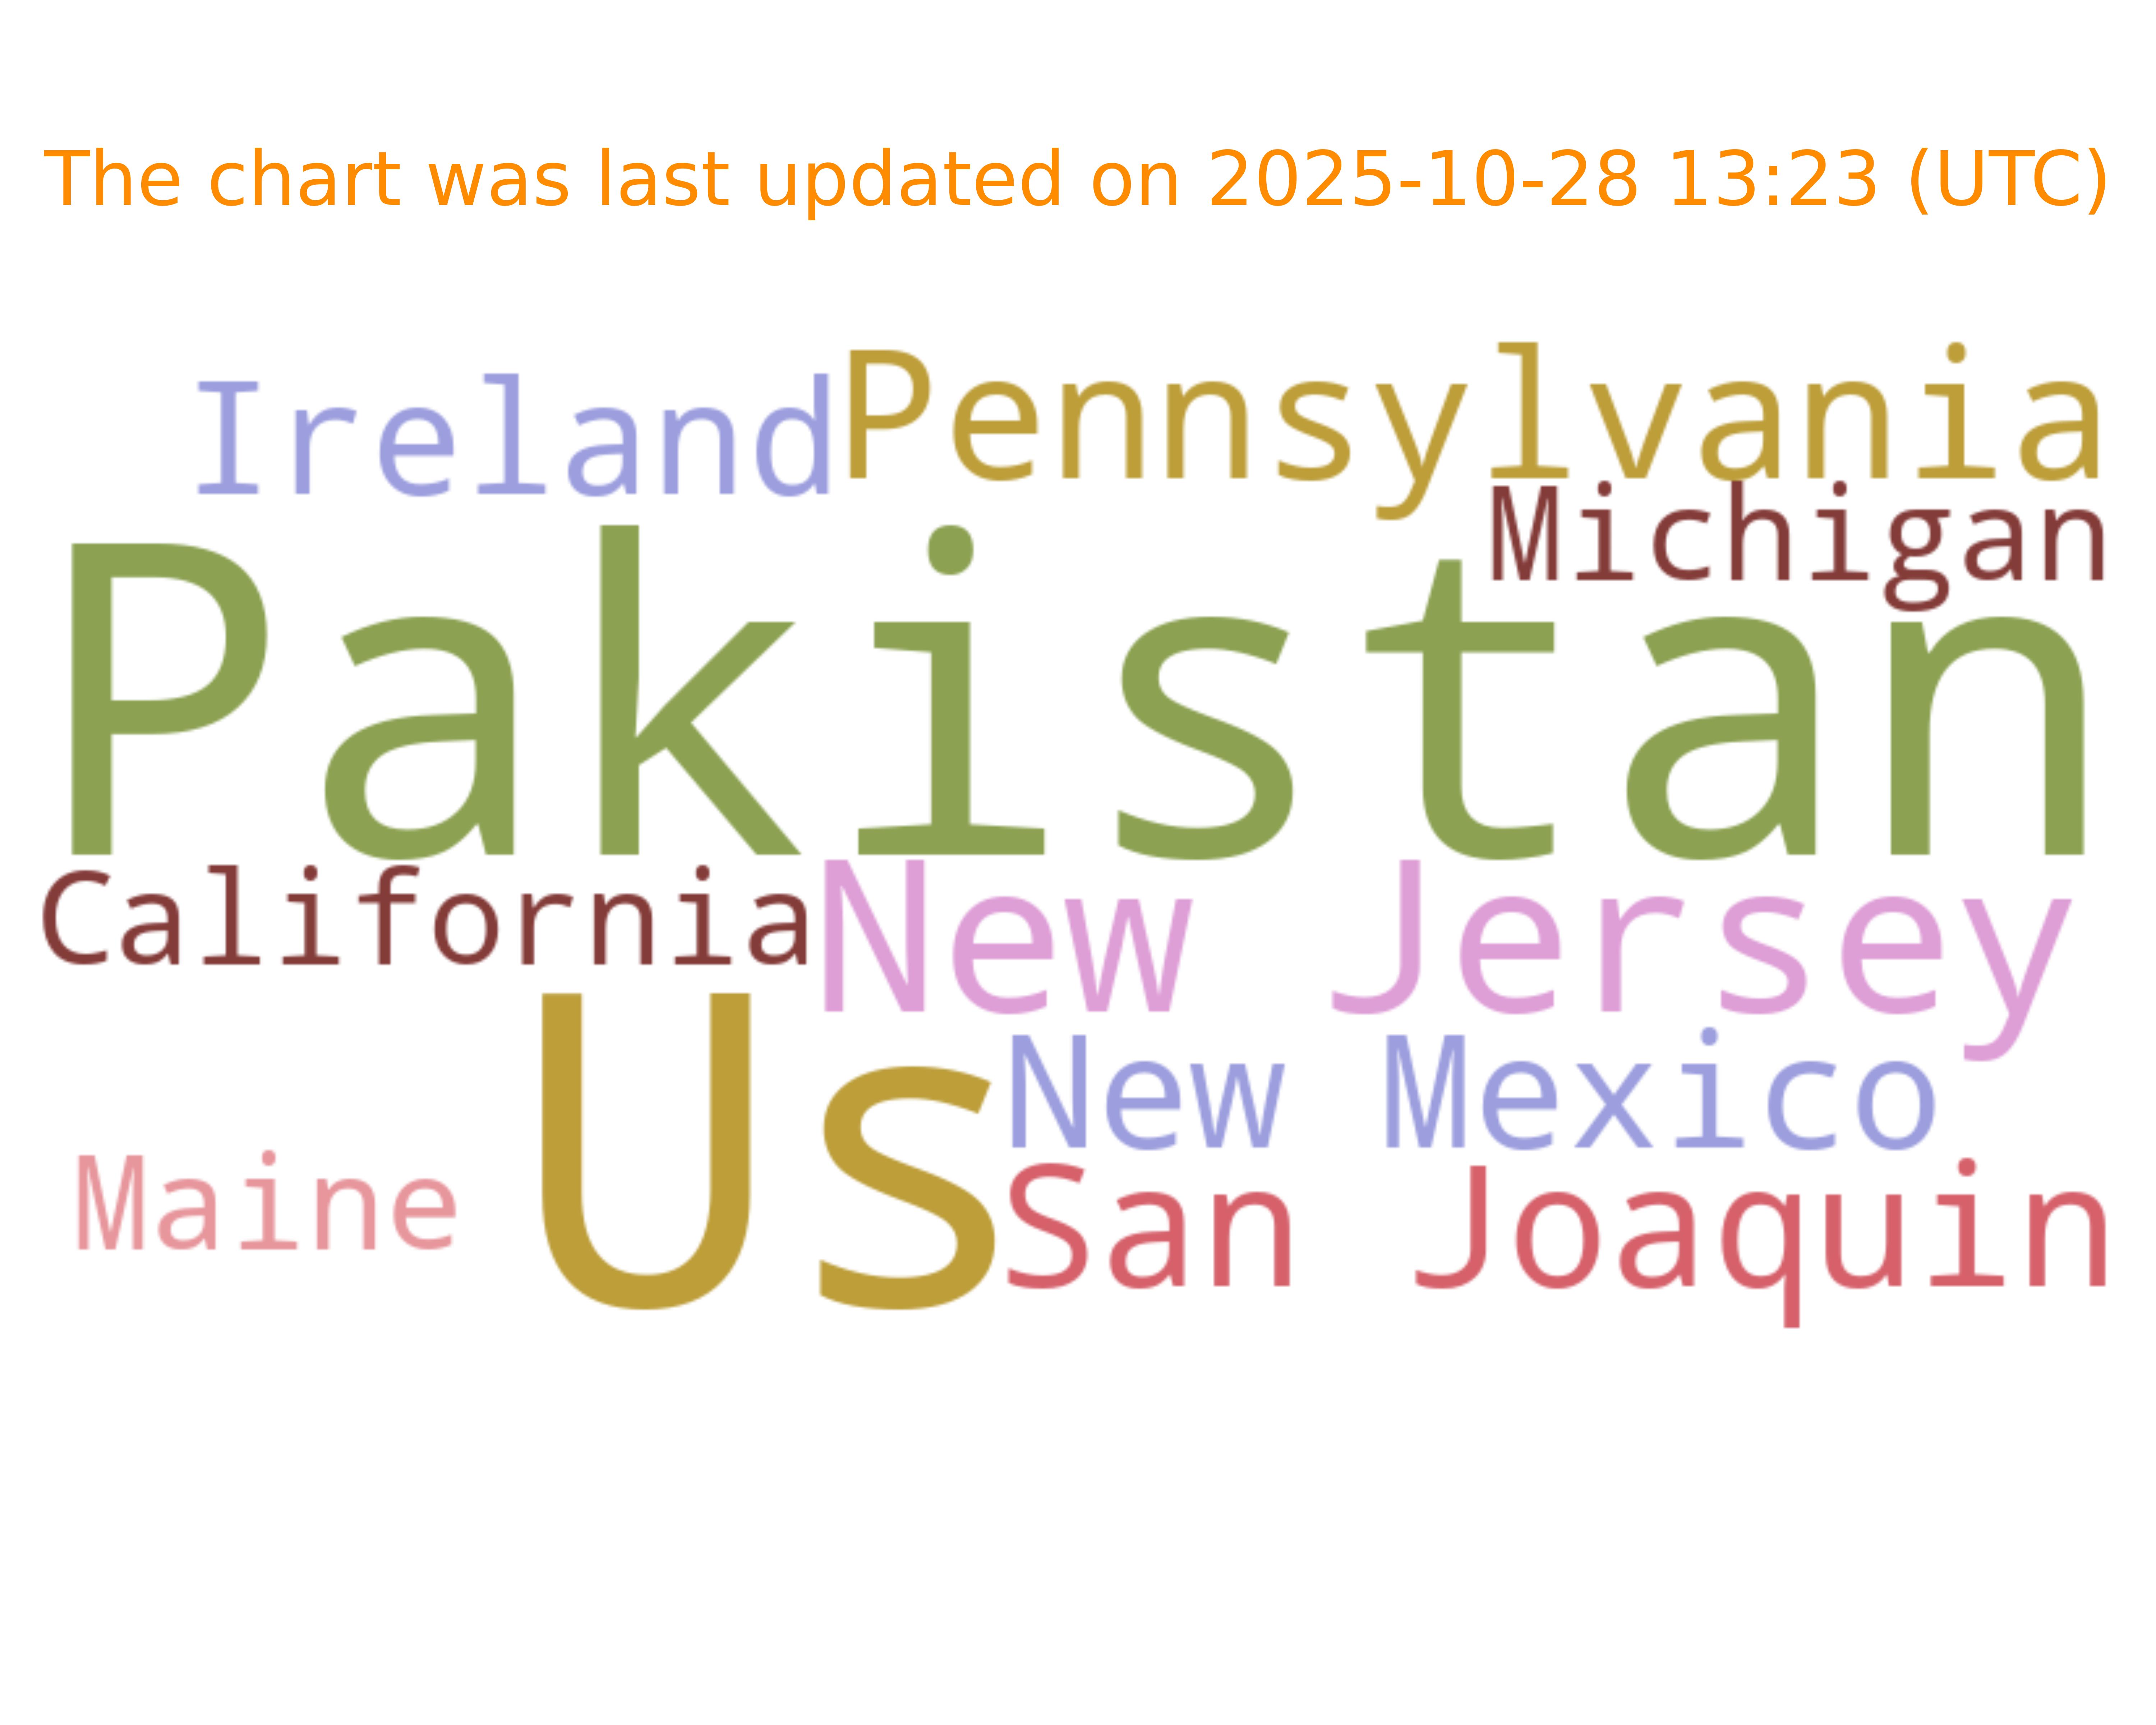 The chart was last updated on 2025-10-28 13:23 (UTC)
Ireland Pennsylvania
Michigan
Pakistan
California New Jersey
Us New Mexico
Maine San Joaquin